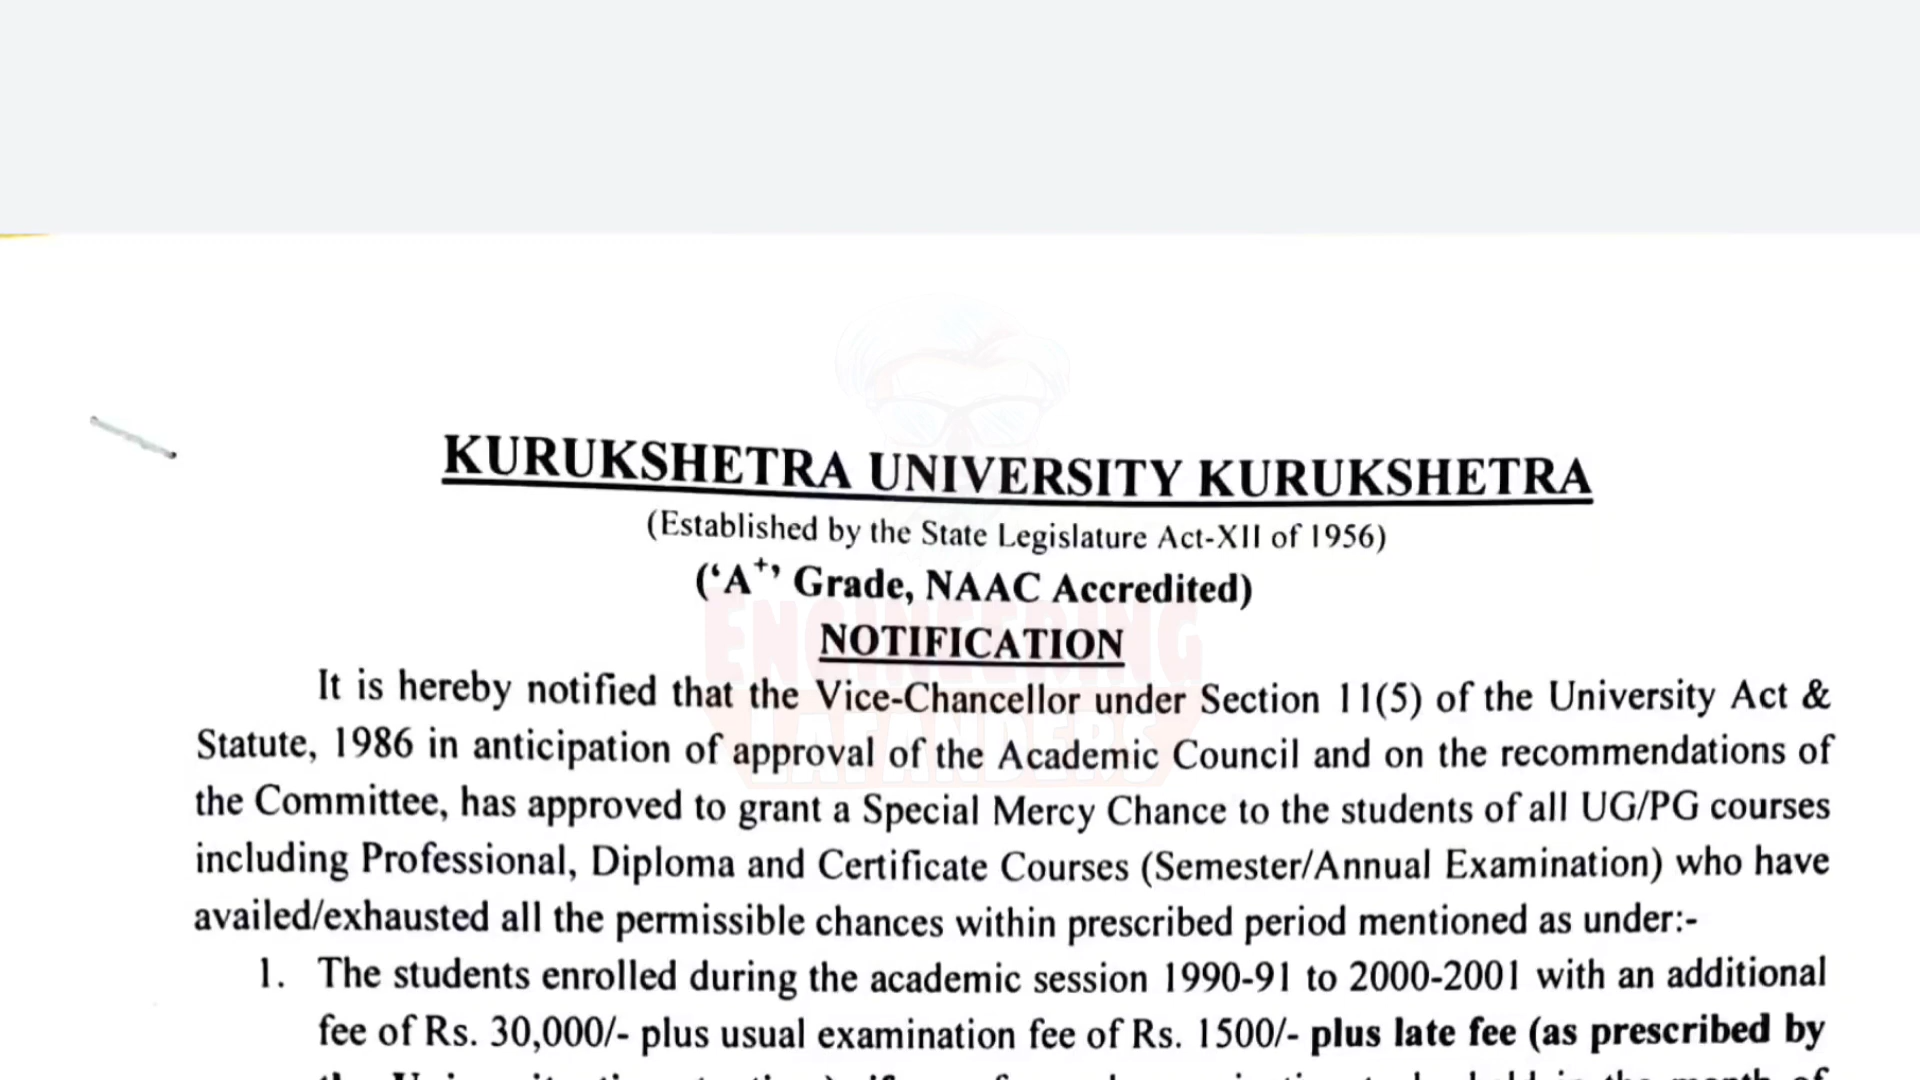 KURUKSHETRA UNIVERSITY KURUKSHETRA
(Established by the State Legislature Act-XII of 1956)
(‘A+’ Grade, NAAC Accredited)
NOTIFICATION
ENGINEERING
LAFANDERS
It is hereby notified that the Vice-Chancellor under Section 11(5) of the University Act &
Statute, 1986 in anticipation of approval of the Academic Council and on the recommendations of
the Committee, has approved to grant a Special Mercy Chance to the students of all UG/PG courses
including Professional, Diploma and Certificate Courses (Semester/Annual Examination) who have
availed/exhausted all the permissible chances within prescribed period mentioned as under:-
1. The students enrolled during the academic session 1990-91 to 2000-2001 with an additional
fee of Rs. 30,000/- plus usual examination fee of Rs. 1500/- plus late fee (as prescribed by